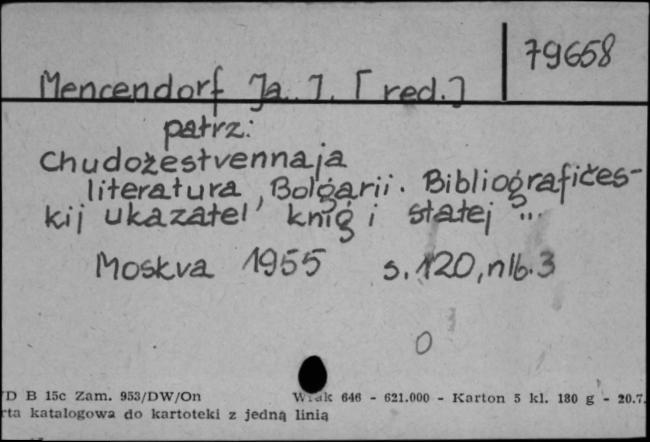 79658
Mencendorf Ja. J. [red.]
patrz:
Chudożestvennaja
literatura Bolgarii. Bibliografičes-
kij ukazatel' knig i statej ...
Moskva 1955 s. 120, nlb. 3
0
D B 15c Zam. 953/DW/On 646 - 621.000 - Karton 5 kl. 180 g - 20.7.
rta katalogowa do kartoteki z jedną linią